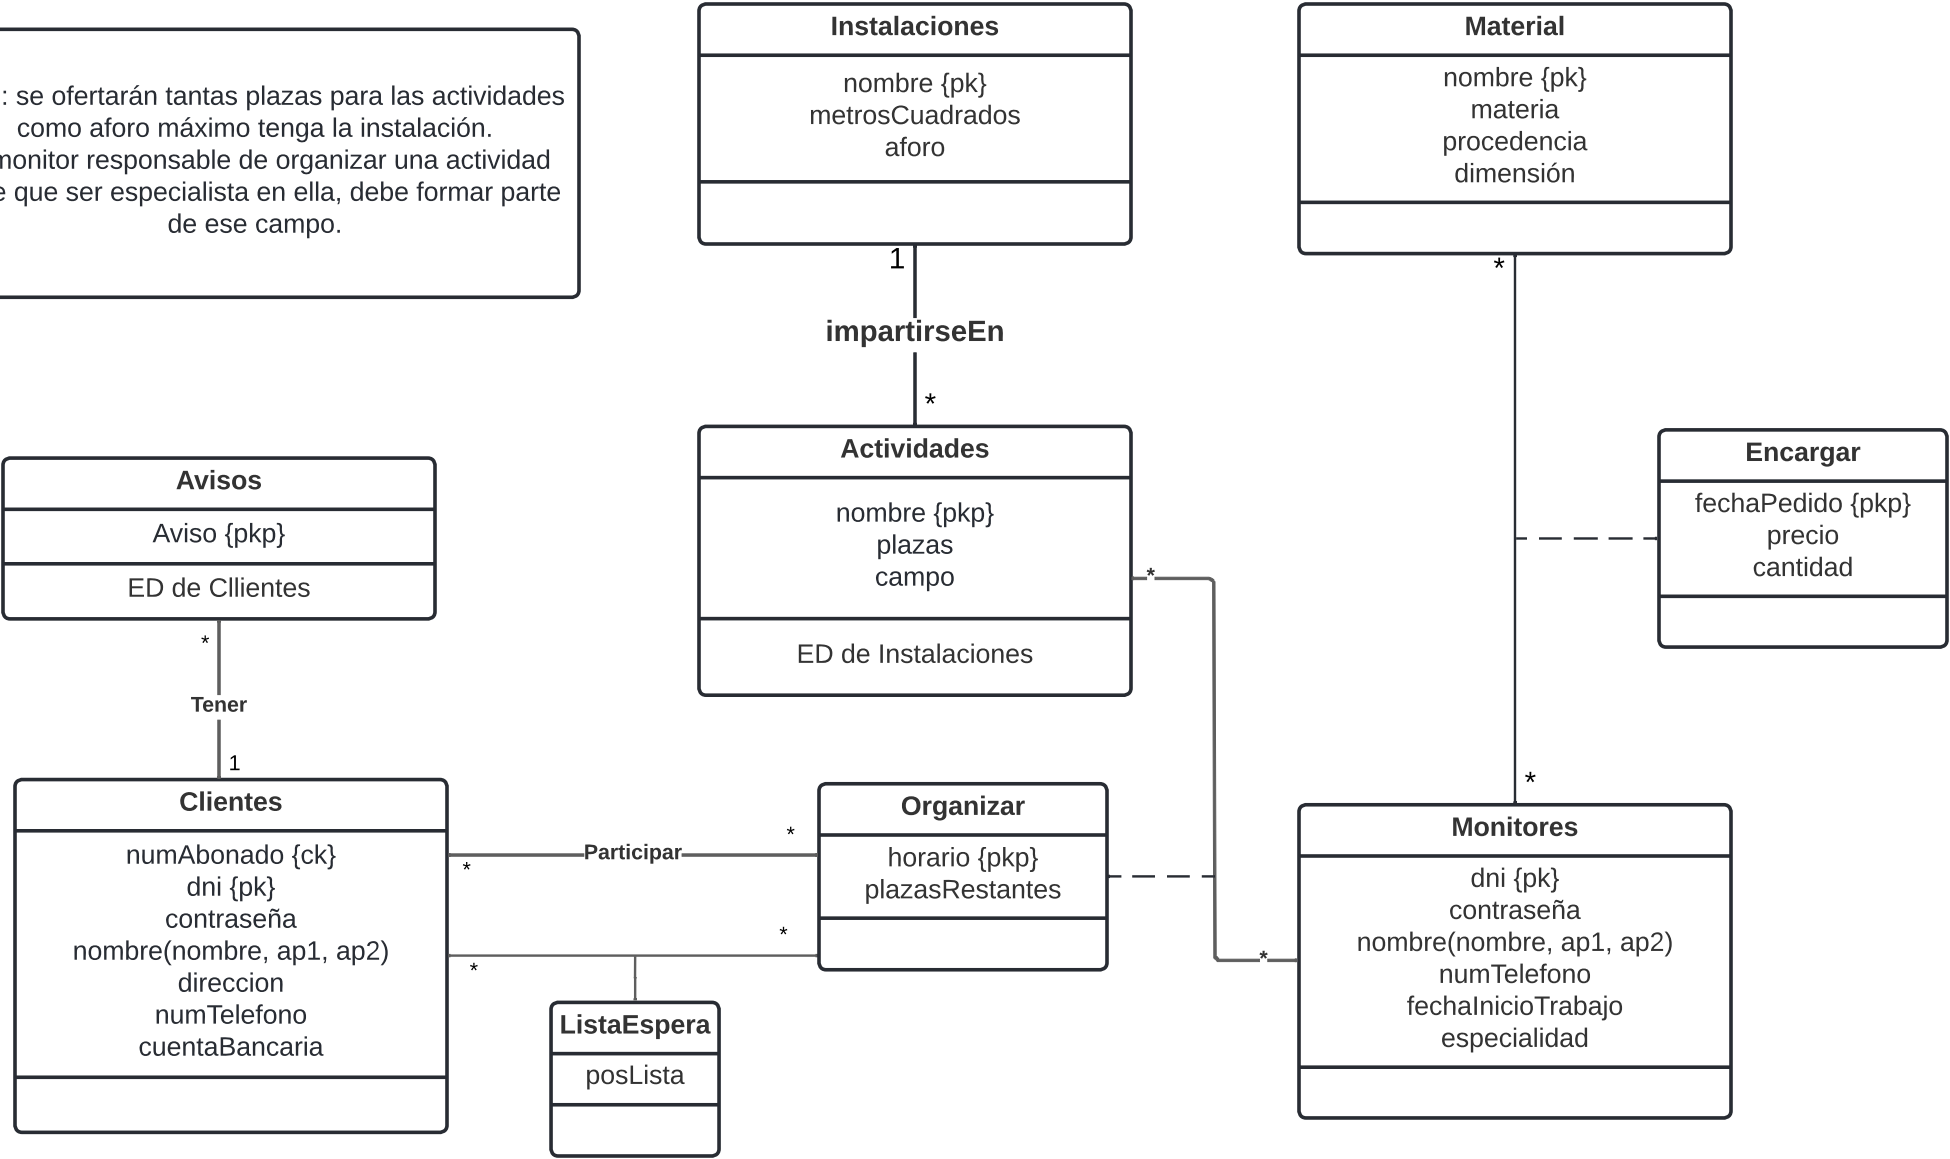 : se ofertarán tantas plazas para las actividades
como aforo máximo tenga la instalación.
monitor responsable de organizar una actividad
que ser especialista en ella, debe formar parte
de ese campo.
Instalaciones
nombre {pk}
metrosCuadrados
aforo
1
impartirseEn
*
Material
nombre {pk}
materia
procedencia
dimensión
*
*
Encargar
fechaPedido {pkp}
precio
cantidad
Actividades
nombre {pkp}
plazas
campo
ED de Instalaciones
*
*
Avisos
Aviso {pkp}
ED de Cllientes
*
Tener
1
Clientes
numAbonado {ck}
dni {pk}
contraseña
nombre(nombre, ap1, ap2)
direccion
numTelefono
cuentaBancaria
*
Participar
*
*
*
ListaEspera
posLista
Organizar
horario {pkp}
plazasRestantes
Monitores
dni {pk}
contraseña
nombre(nombre, ap1, ap2)
numTelefono
fechaInicioTrabajo
especialidad